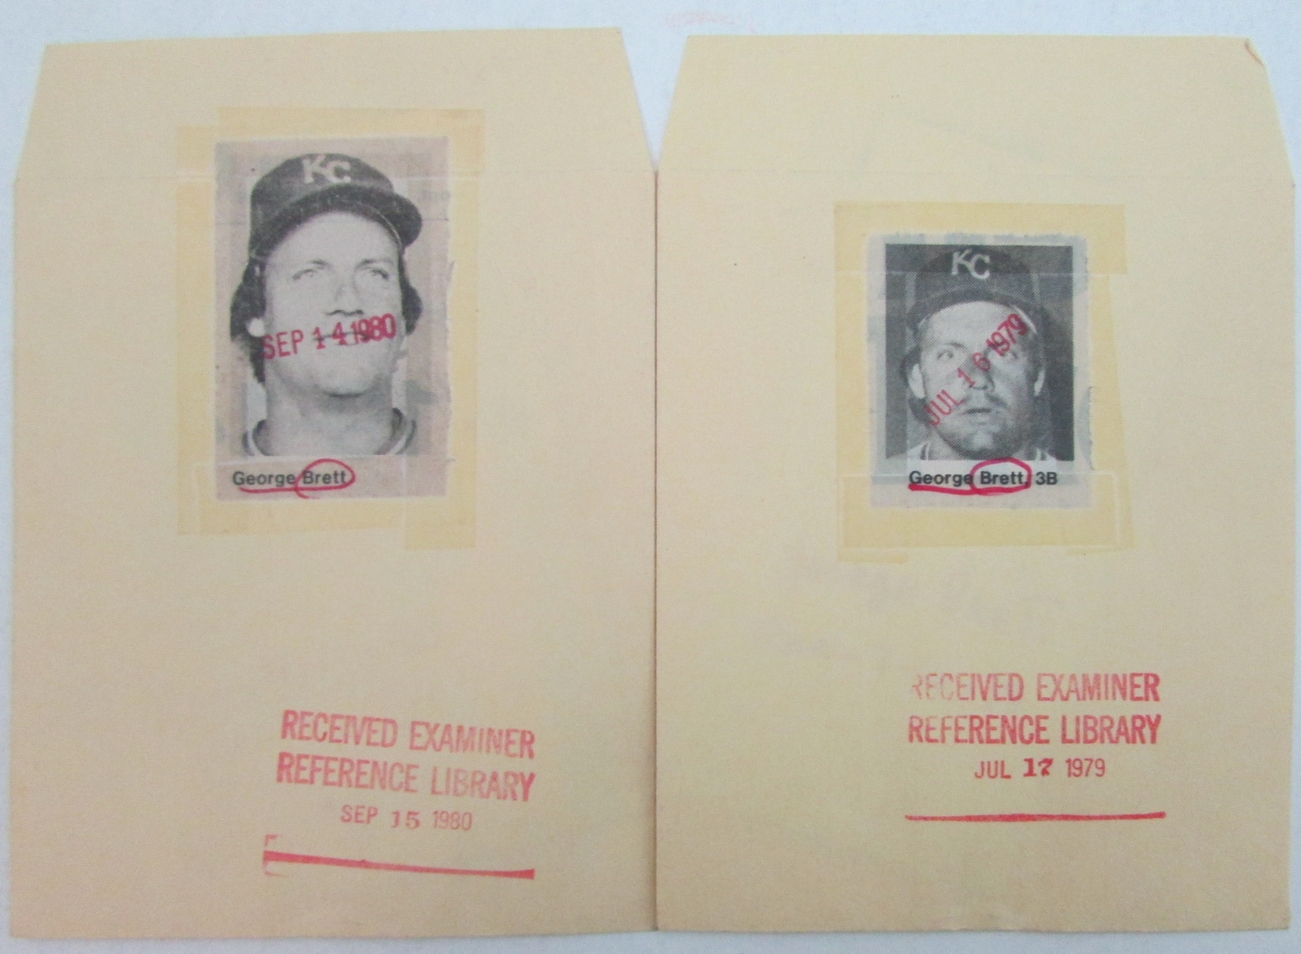 KC
SEP 14 1980
George Brett
RECEIVED EXAMINER
REFERENCE LIBRARY
SEP 15 1980
KC
JUL 16 1979
George Brett, 3B
RECEIVED EXAMINER
REFERENCE LIBRARY
JUL 17 1979